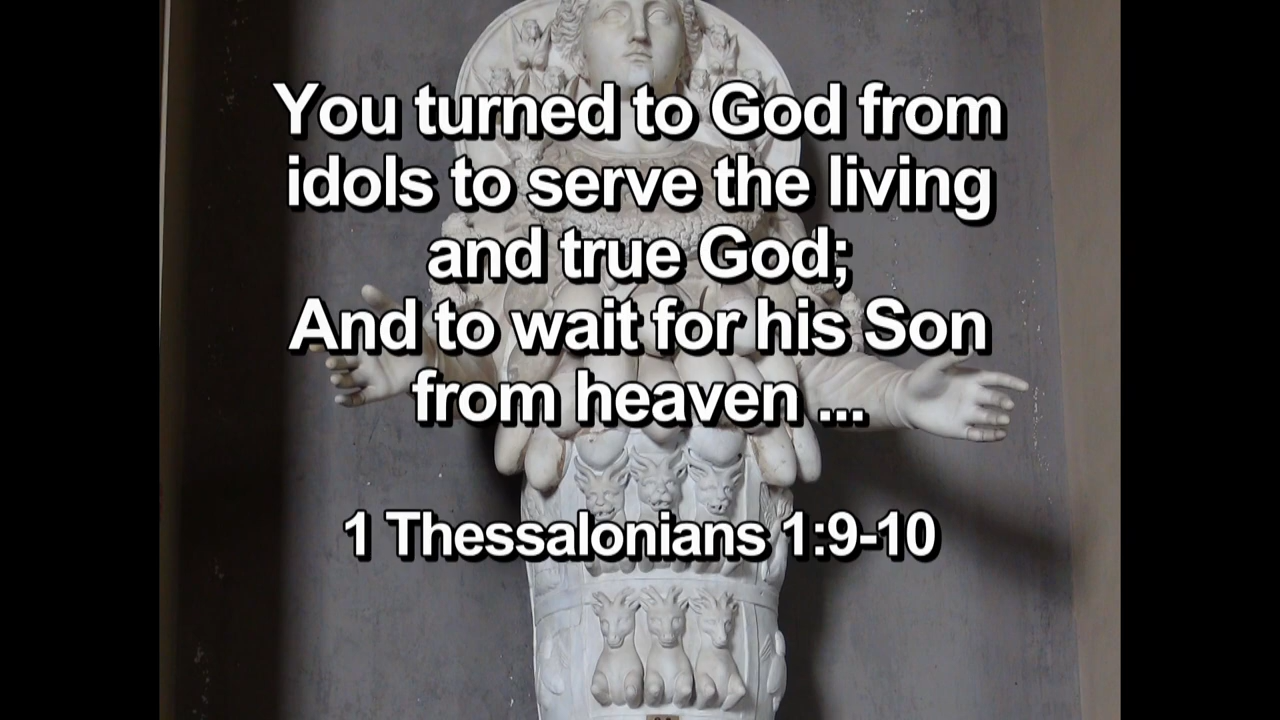 You turned to God from
idols to serve the living
and true God;
And to wait for his Son
from heaven ...
1 Thessalonians 1:9-10